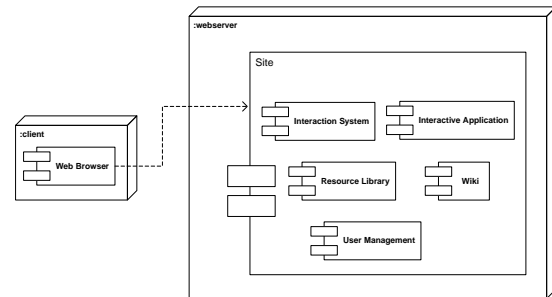 :webserver
Site
Interaction System
Interactive Application
:client
Web Browser
Resource Library
Wiki
User Management